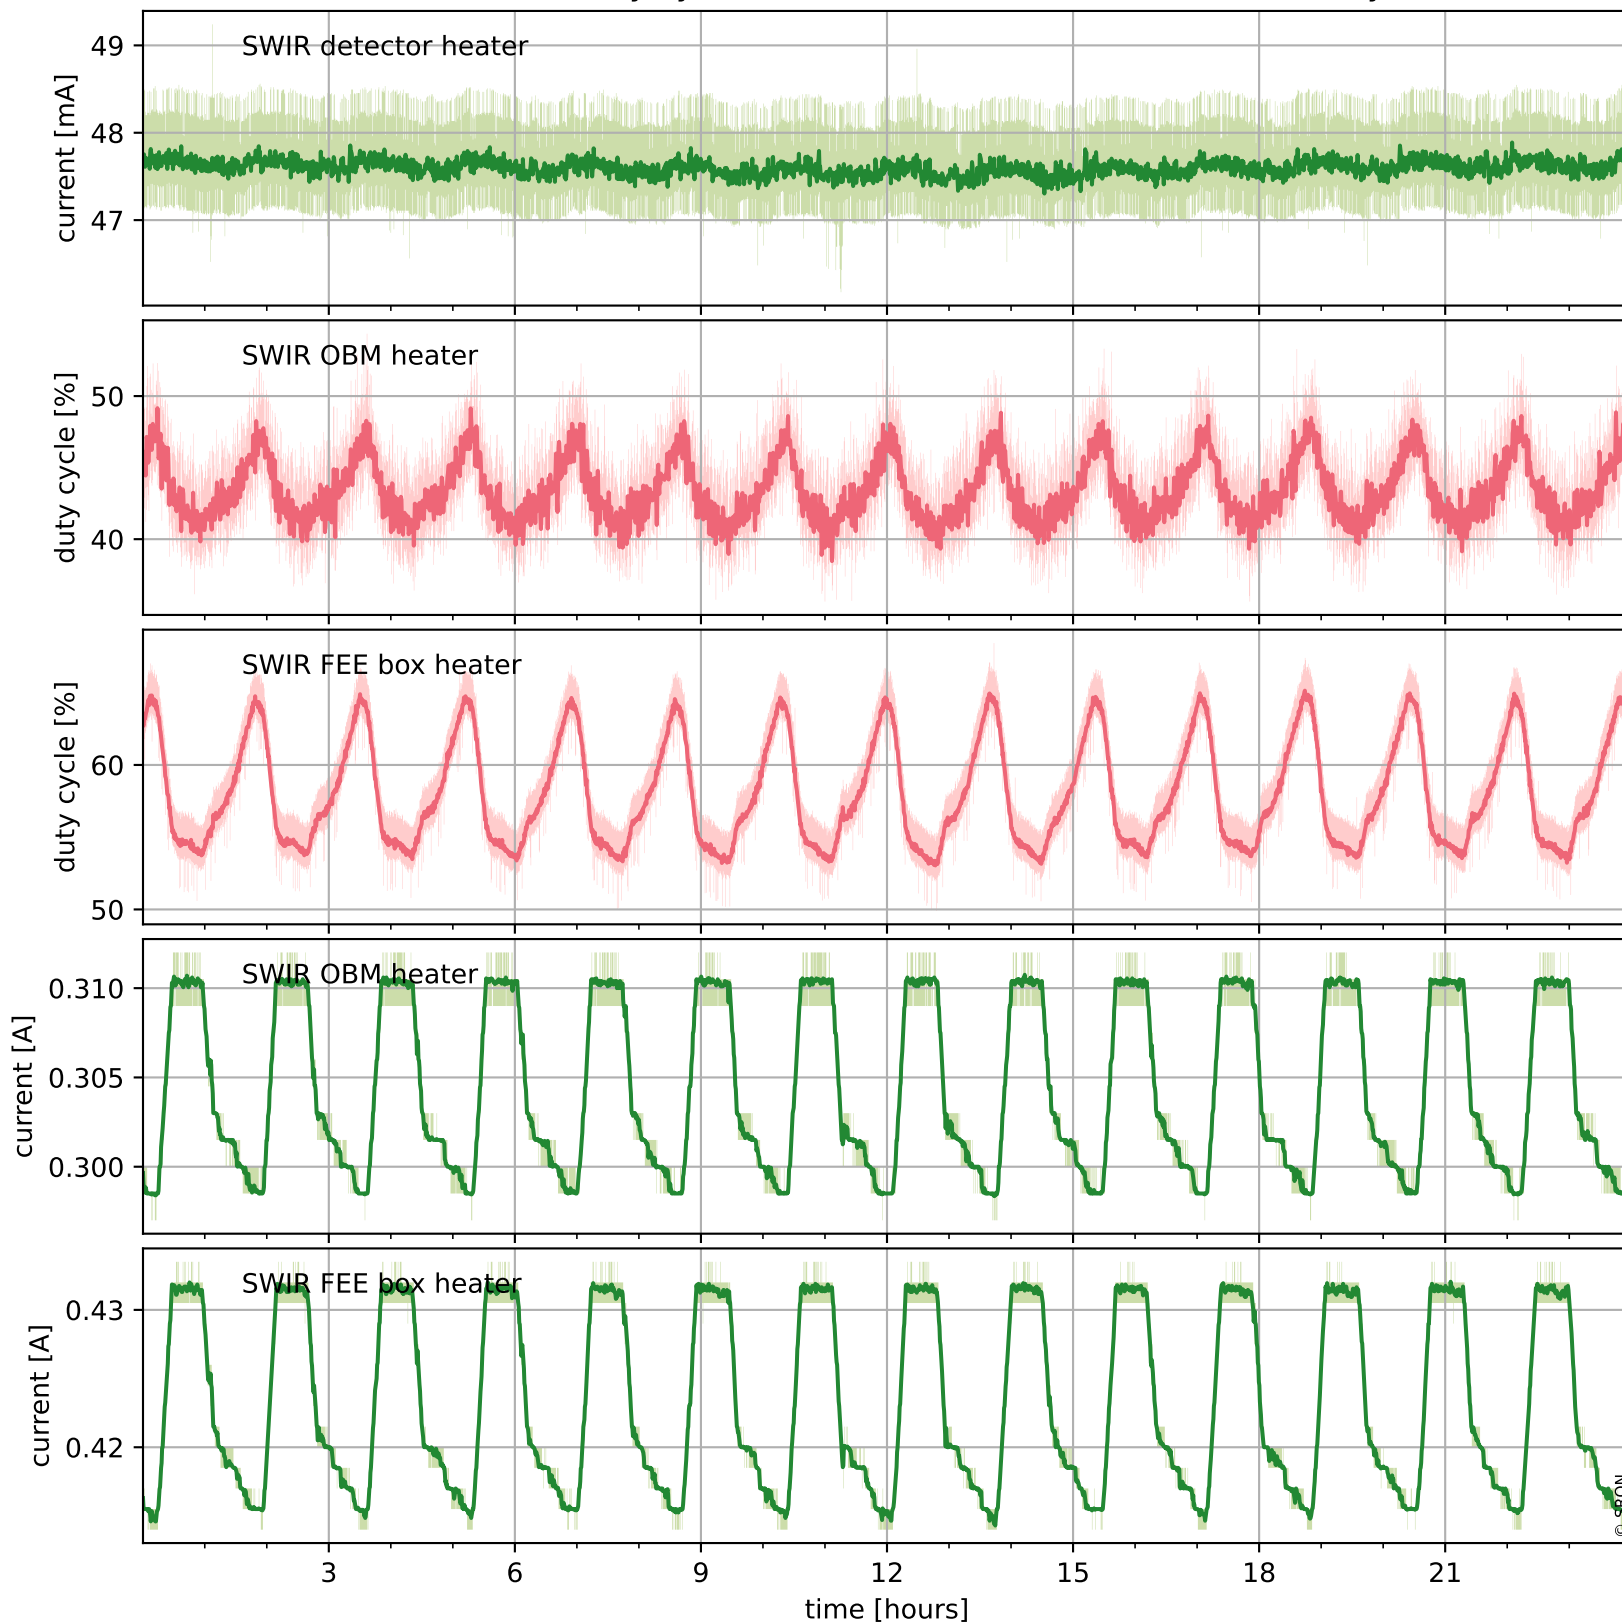 SWIR detector heater
current [mA]
49
48
47
SWIR OBM heater
duty cycle [%]
50
40
SWIR FEE box heater
duty cycle [%]
60
50
SWIR OBM heater
current [A]
0.310
0.305
0.300
SWIR FEE box heater
current [A]
0.43
0.42
© SRON
3 6 9 12 15 18 21
time [hours]